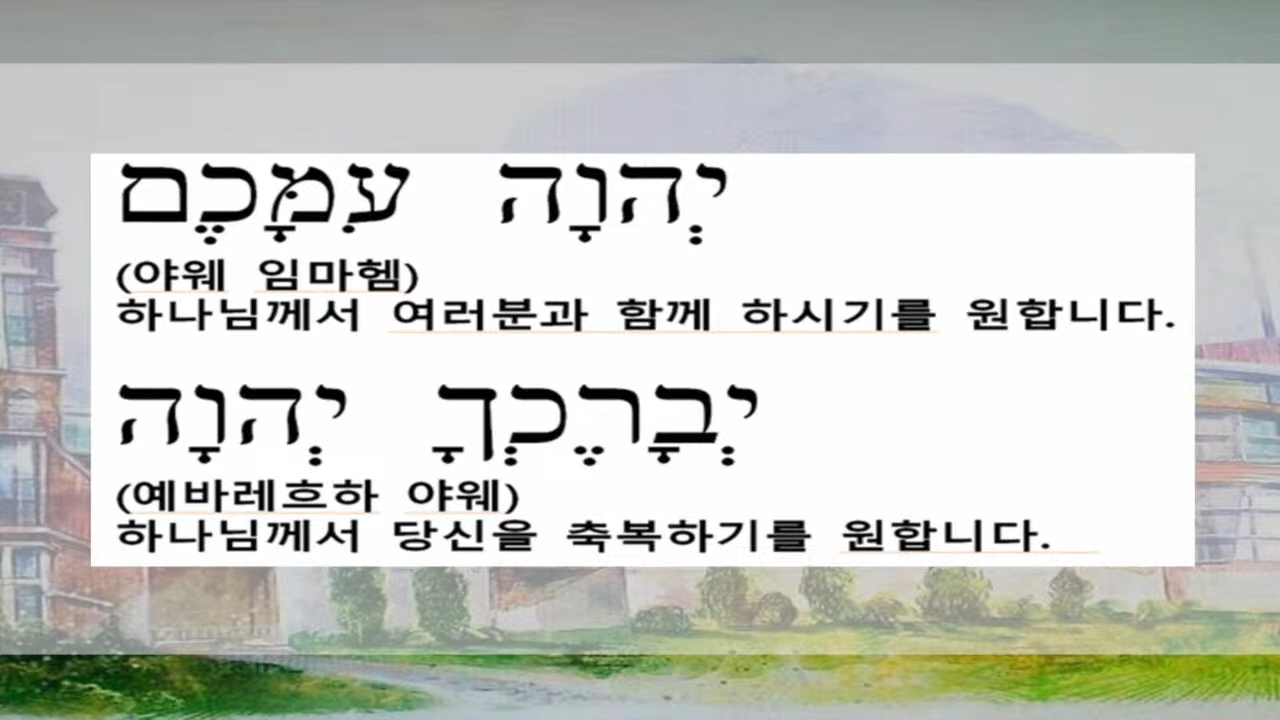 יְהוָה עִמָּכֶם
(야웨 임마헴)
하나님께서 여러분과 함께 하시기를 원합니다.
יְבָרֶכְךָ יְהוָה
(예바레흐하 야웨)
하나님께서 당신을 축복하기를 원합니다.